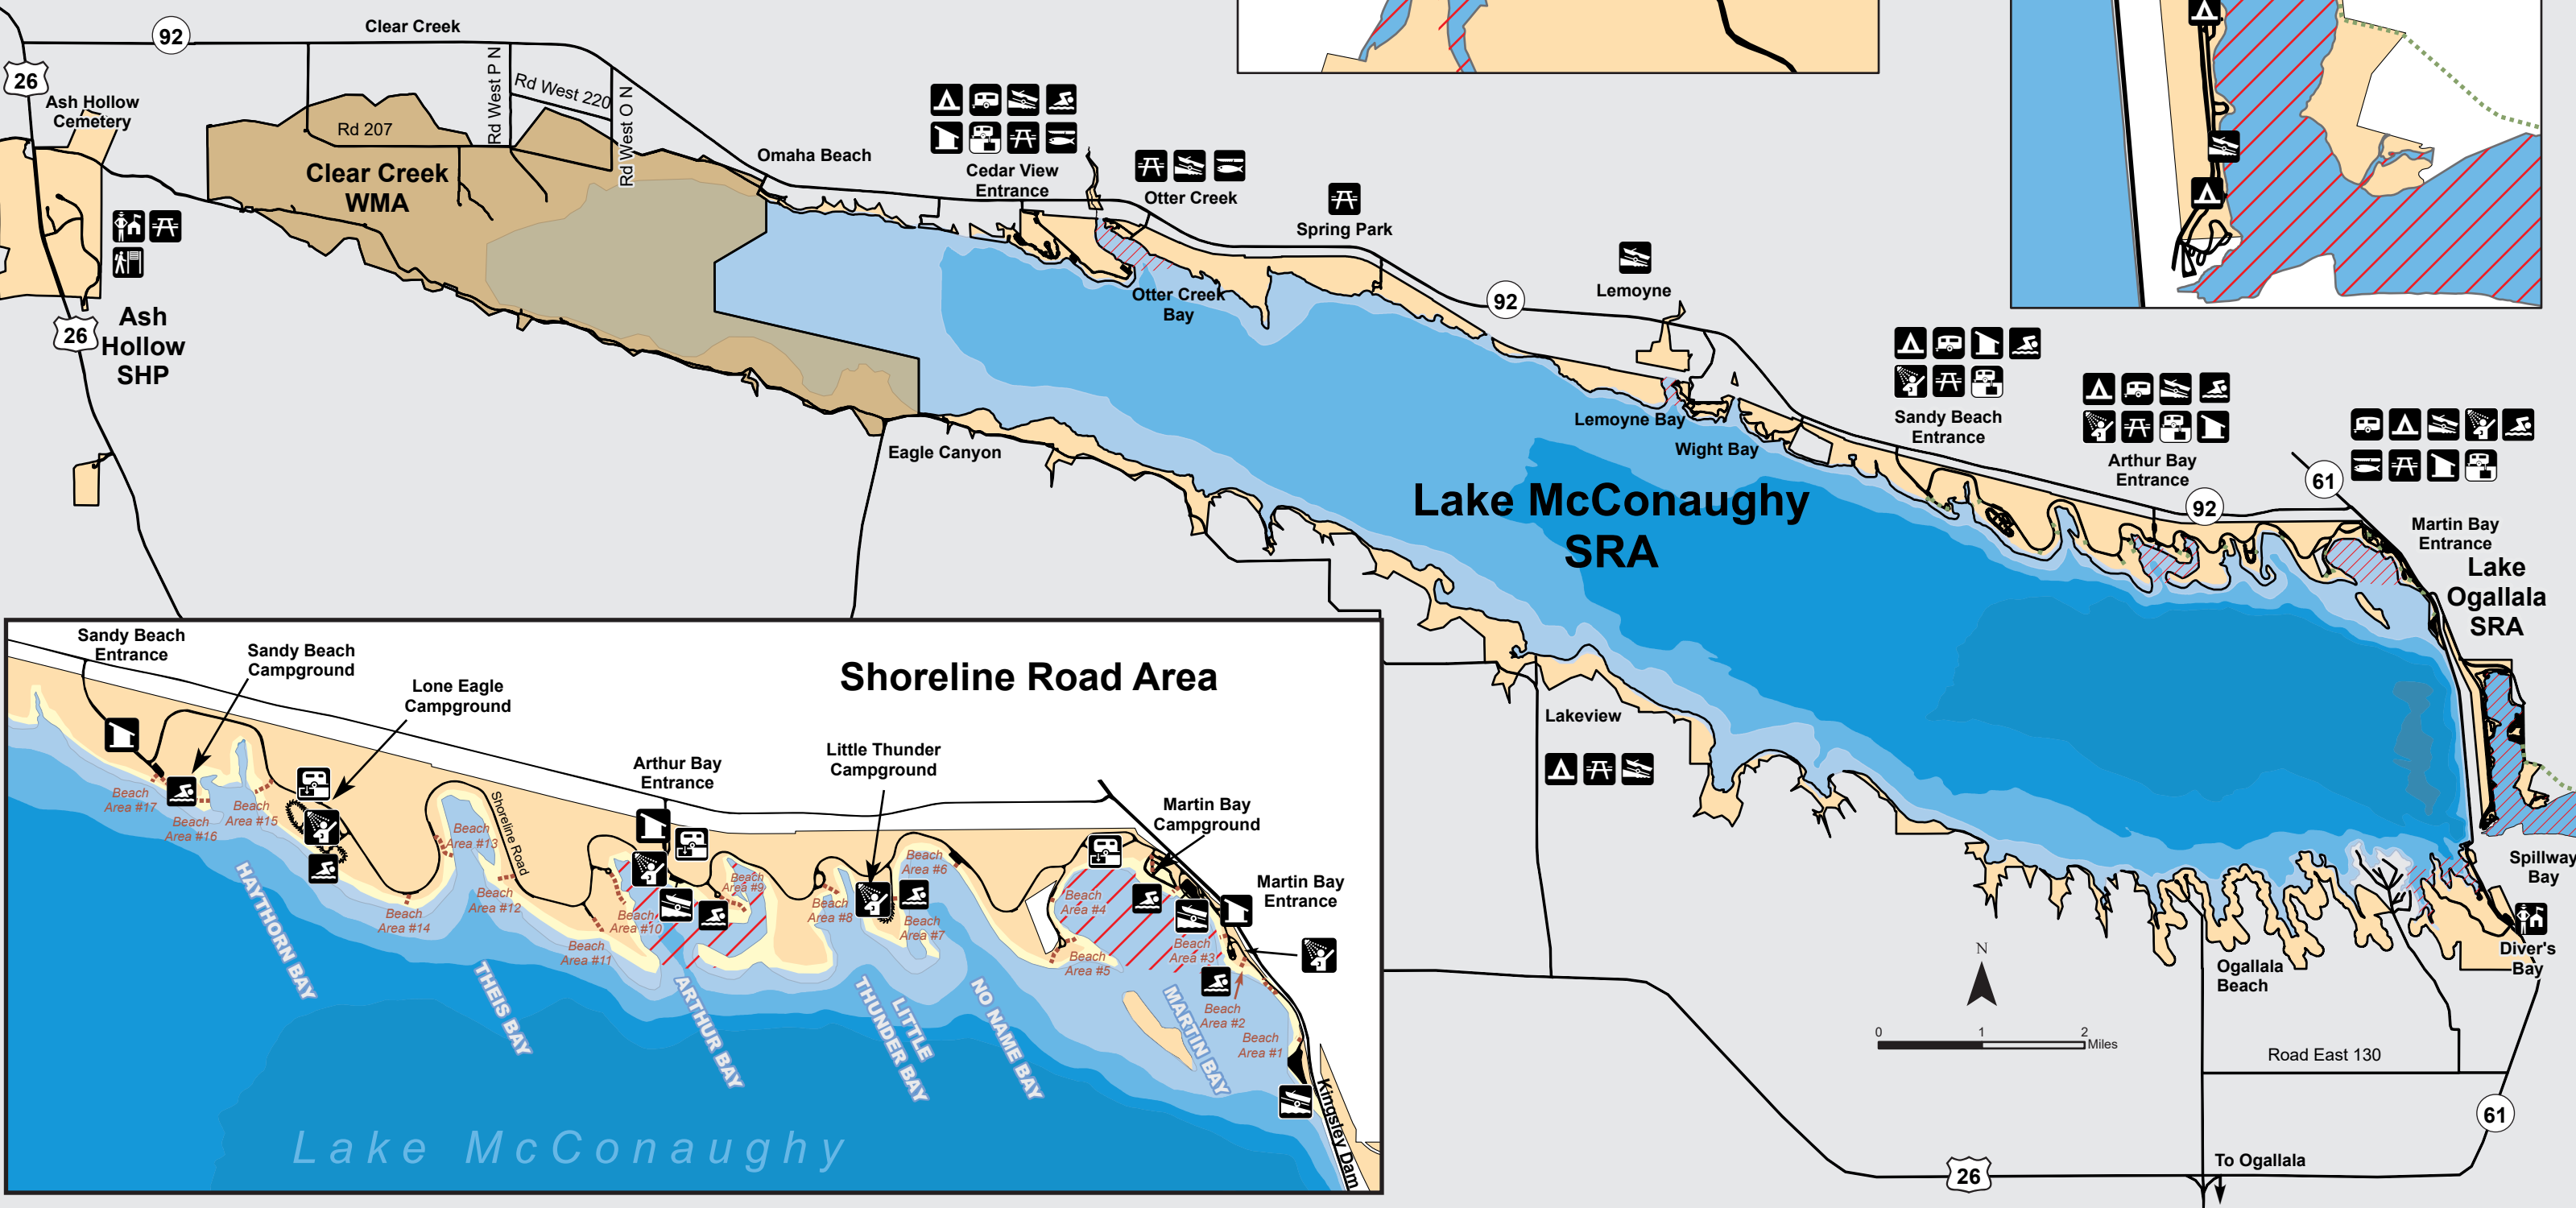 92
Clear Creek
26
Ash Hollow
Cemetery
Rd West P N
Rd West 220
Rd West O N
Rd 207
Clear Creek
WMA
Omaha Beach
Cedar View
Entrance
Otter Creek
Spring Park
Otter Creek
Bay
92
Lemoyne
26
Ash
Hollow
SHP
Eagle Canyon
Lemoyne Bay
Wight Bay
Sandy Beach
Entrance
Arthur Bay
Entrance
61
92
Martin Bay
Entrance
Lake McConaughy
SRA
Lake
Ogallala
SRA
Lakeview
Spillway
Bay
Diver's
Bay
Ogallala
Beach
N
0 1 2
Miles
Road East 130
61
26
To Ogallala
Shoreline Road Area
Sandy Beach
Entrance
Sandy Beach
Campground
Lone Eagle
Campground
Arthur Bay
Entrance
Little Thunder
Campground
Martin Bay
Campground
Martin Bay
Entrance
Shoreline Road
Beach
Area #17
Beach
Area #16
Beach
Area #15
Beach
Area #14
Beach
Area #13
Beach
Area #12
Beach
Area #11
Beach
Area #10
Beach
Area #9
Beach
Area #8
Beach
Area #7
Beach
Area #6
Beach
Area #5
Beach
Area #4
Beach
Area #3
Beach
Area #2
Beach
Area #1
HAYTHORN BAY
THEIS BAY
ARTHUR BAY
LITTLE
THUNDER BAY
NO NAME BAY
MARTIN BAY
Kingsley Dam
Lake McConaughy